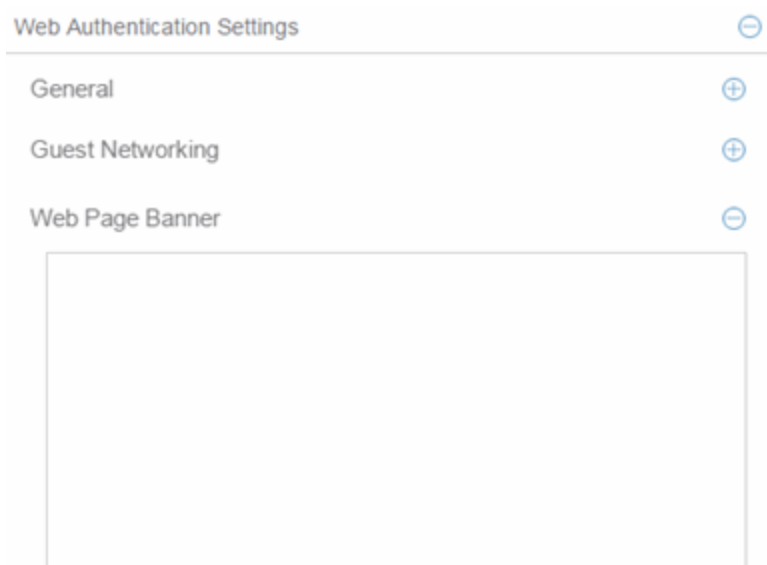 Web Authentication Settings
General
Guest Networking
Web Page Banner